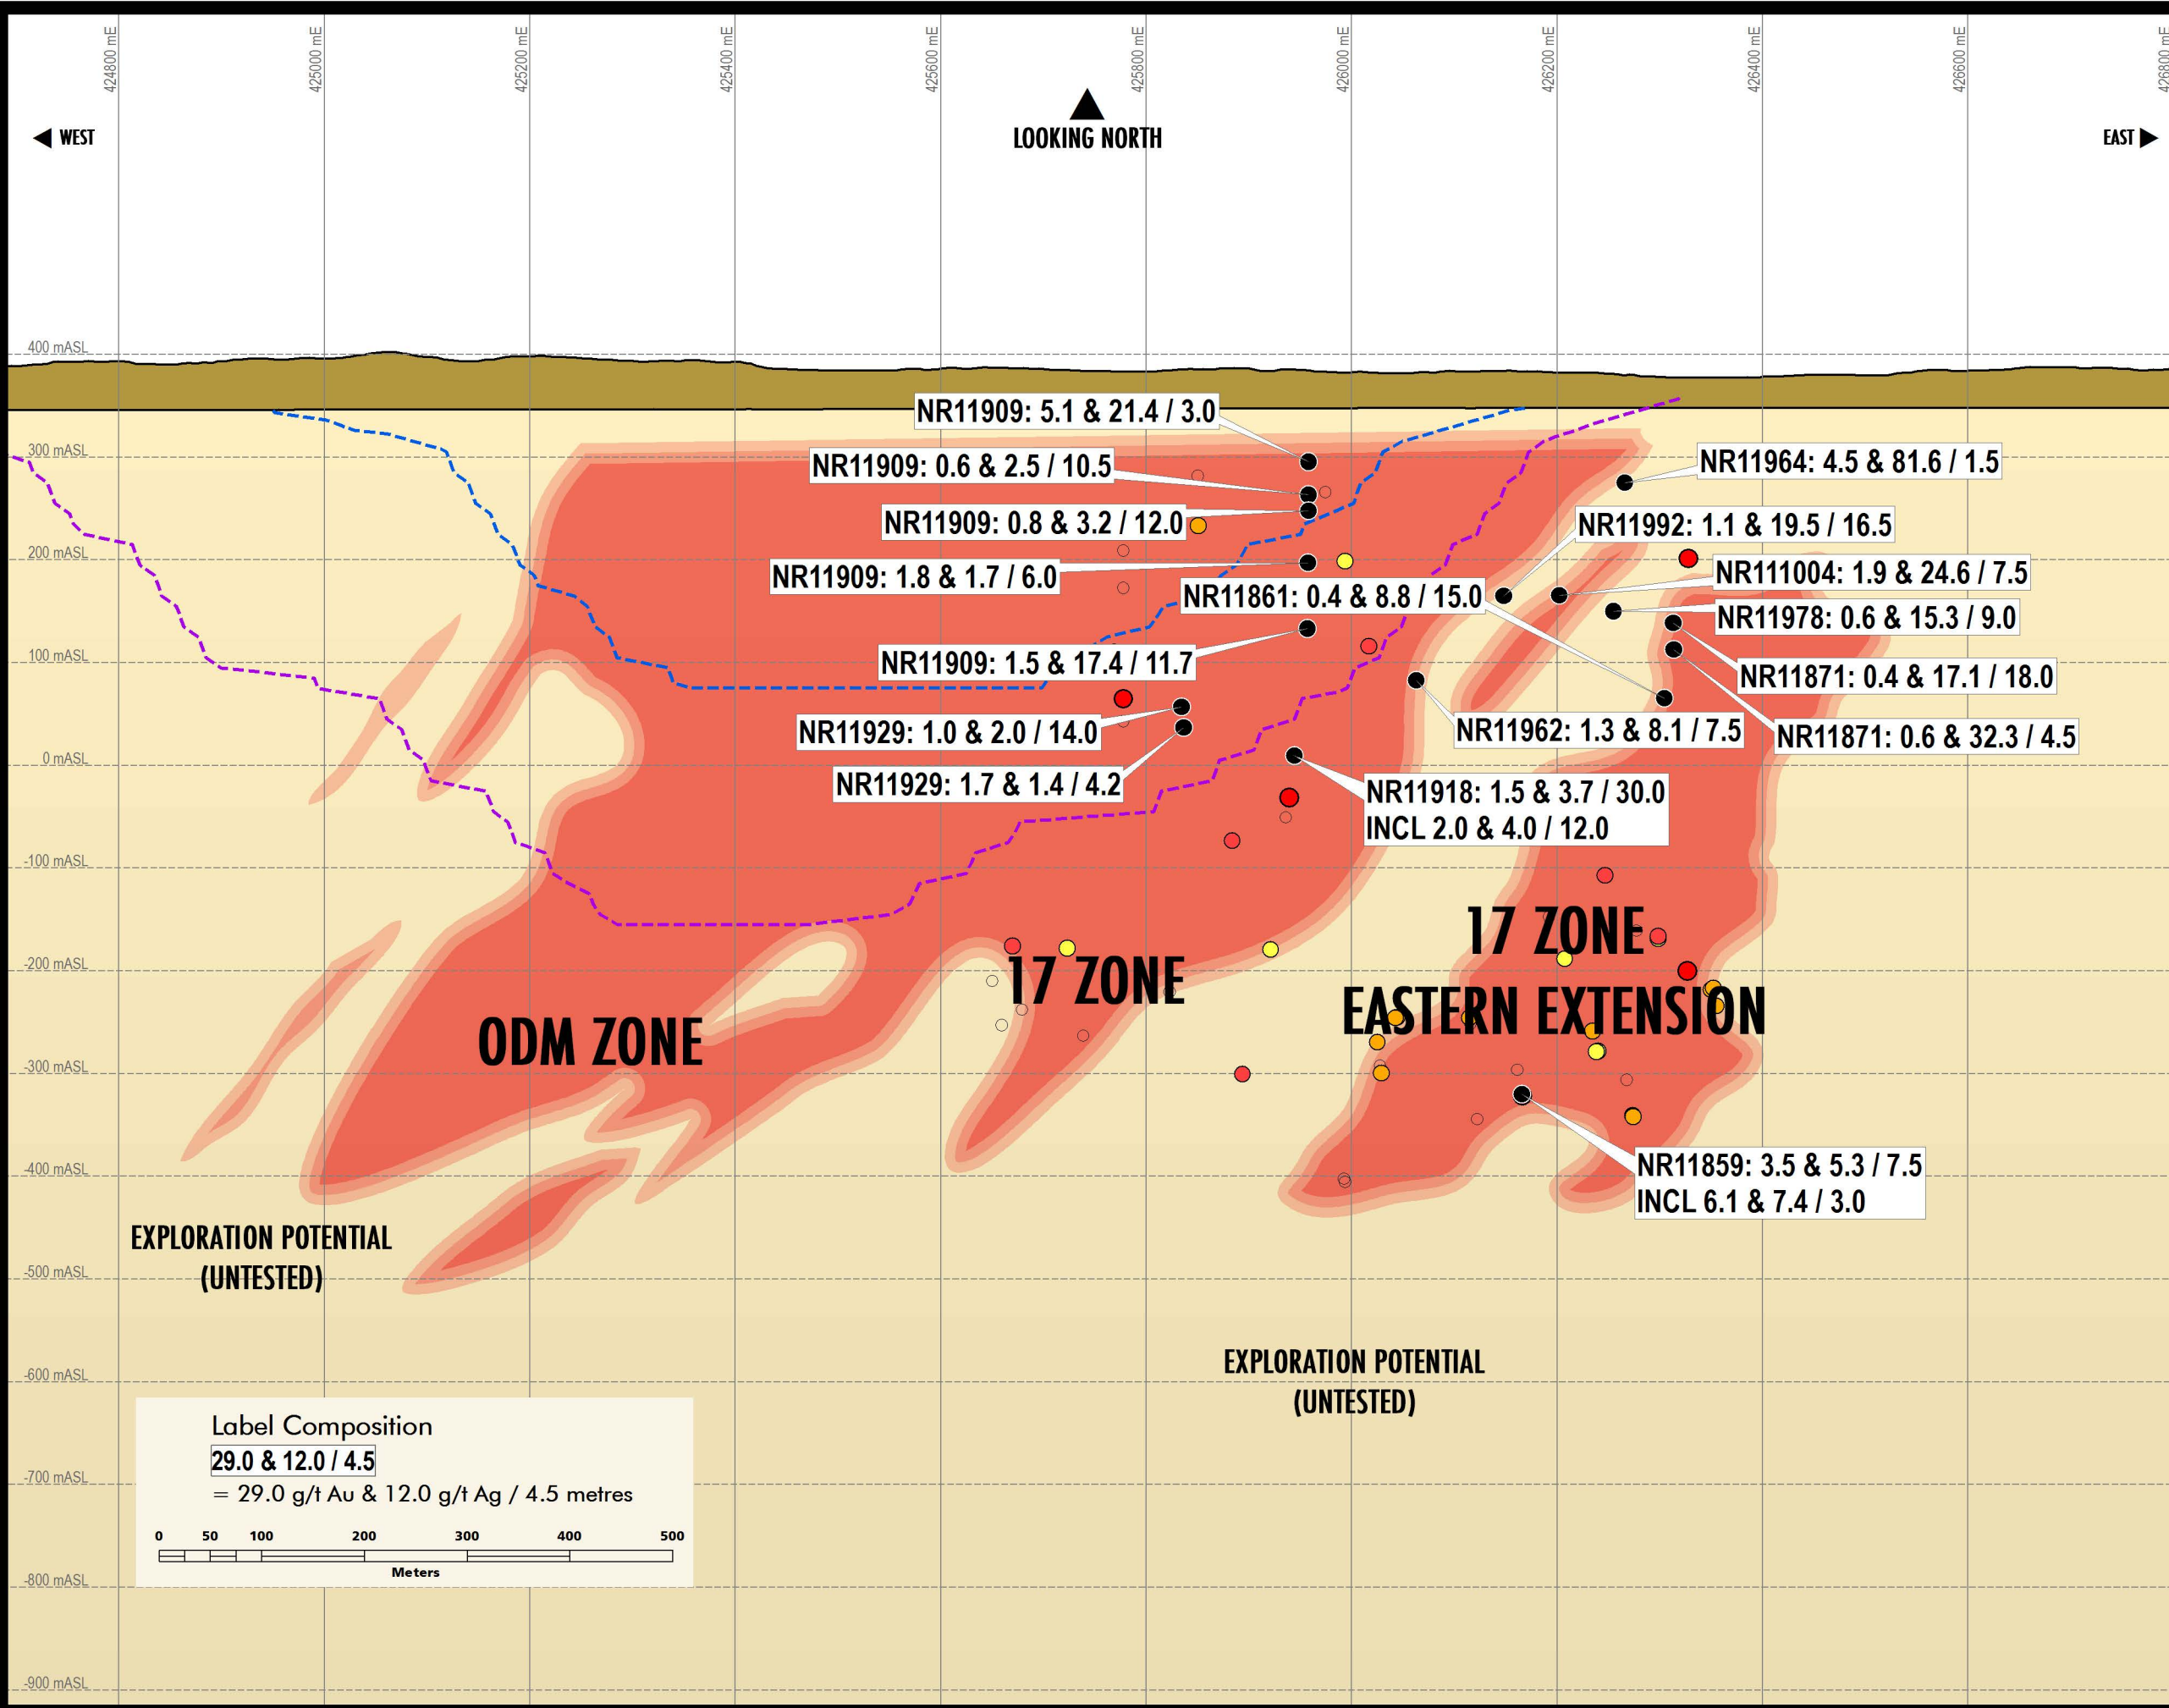 424800 mE
425000 mE
425200 mE
425400 mE
425600 mE
425800 mE
426000 mE
426200 mE
426400 mE
426600 mE
426800 mE
WEST
LOOKING NORTH
EAST
400 mASL
300 mASL
200 mASL
100 mASL
0 mASL
-100 mASL
-200 mASL
-300 mASL
-400 mASL
-500 mASL
-600 mASL
-700 mASL
-800 mASL
-900 mASL
NR11909: 5.1 & 21.4 / 3.0
NR11909: 0.6 & 2.5 / 10.5
NR11964: 4.5 & 81.6 / 1.5
NR11909: 0.8 & 3.2 / 12.0
NR11992: 1.1 & 19.5 / 16.5
NR11909: 1.8 & 1.7 / 6.0
NR111004: 1.9 & 24.6 / 7.5
NR11861: 0.4 & 8.8 / 15.0
NR11978: 0.6 & 15.3 / 9.0
NR11909: 1.5 & 17.4 / 11.7
NR11871: 0.4 & 17.1 / 18.0
NR11929: 1.0 & 2.0 / 14.0
NR11962: 1.3 & 8.1 / 7.5
NR11871: 0.6 & 32.3 / 4.5
NR11929: 1.7 & 1.4 / 4.2
NR11918: 1.5 & 3.7 / 30.0
INCL 2.0 & 4.0 / 12.0
17 ZONE
EASTERN EXTENSION
17 ZONE
ODM ZONE
NR11859: 3.5 & 5.3 / 7.5
INCL 6.1 & 7.4 / 3.0
EXPLORATION POTENTIAL
(UNTESTED)
EXPLORATION POTENTIAL
(UNTESTED)
Label Composition
29.0 & 12.0 / 4.5
= 29.0 g/t Au & 12.0 g/t Ag / 4.5 metres
0 50 100 200 300 400 500
Meters